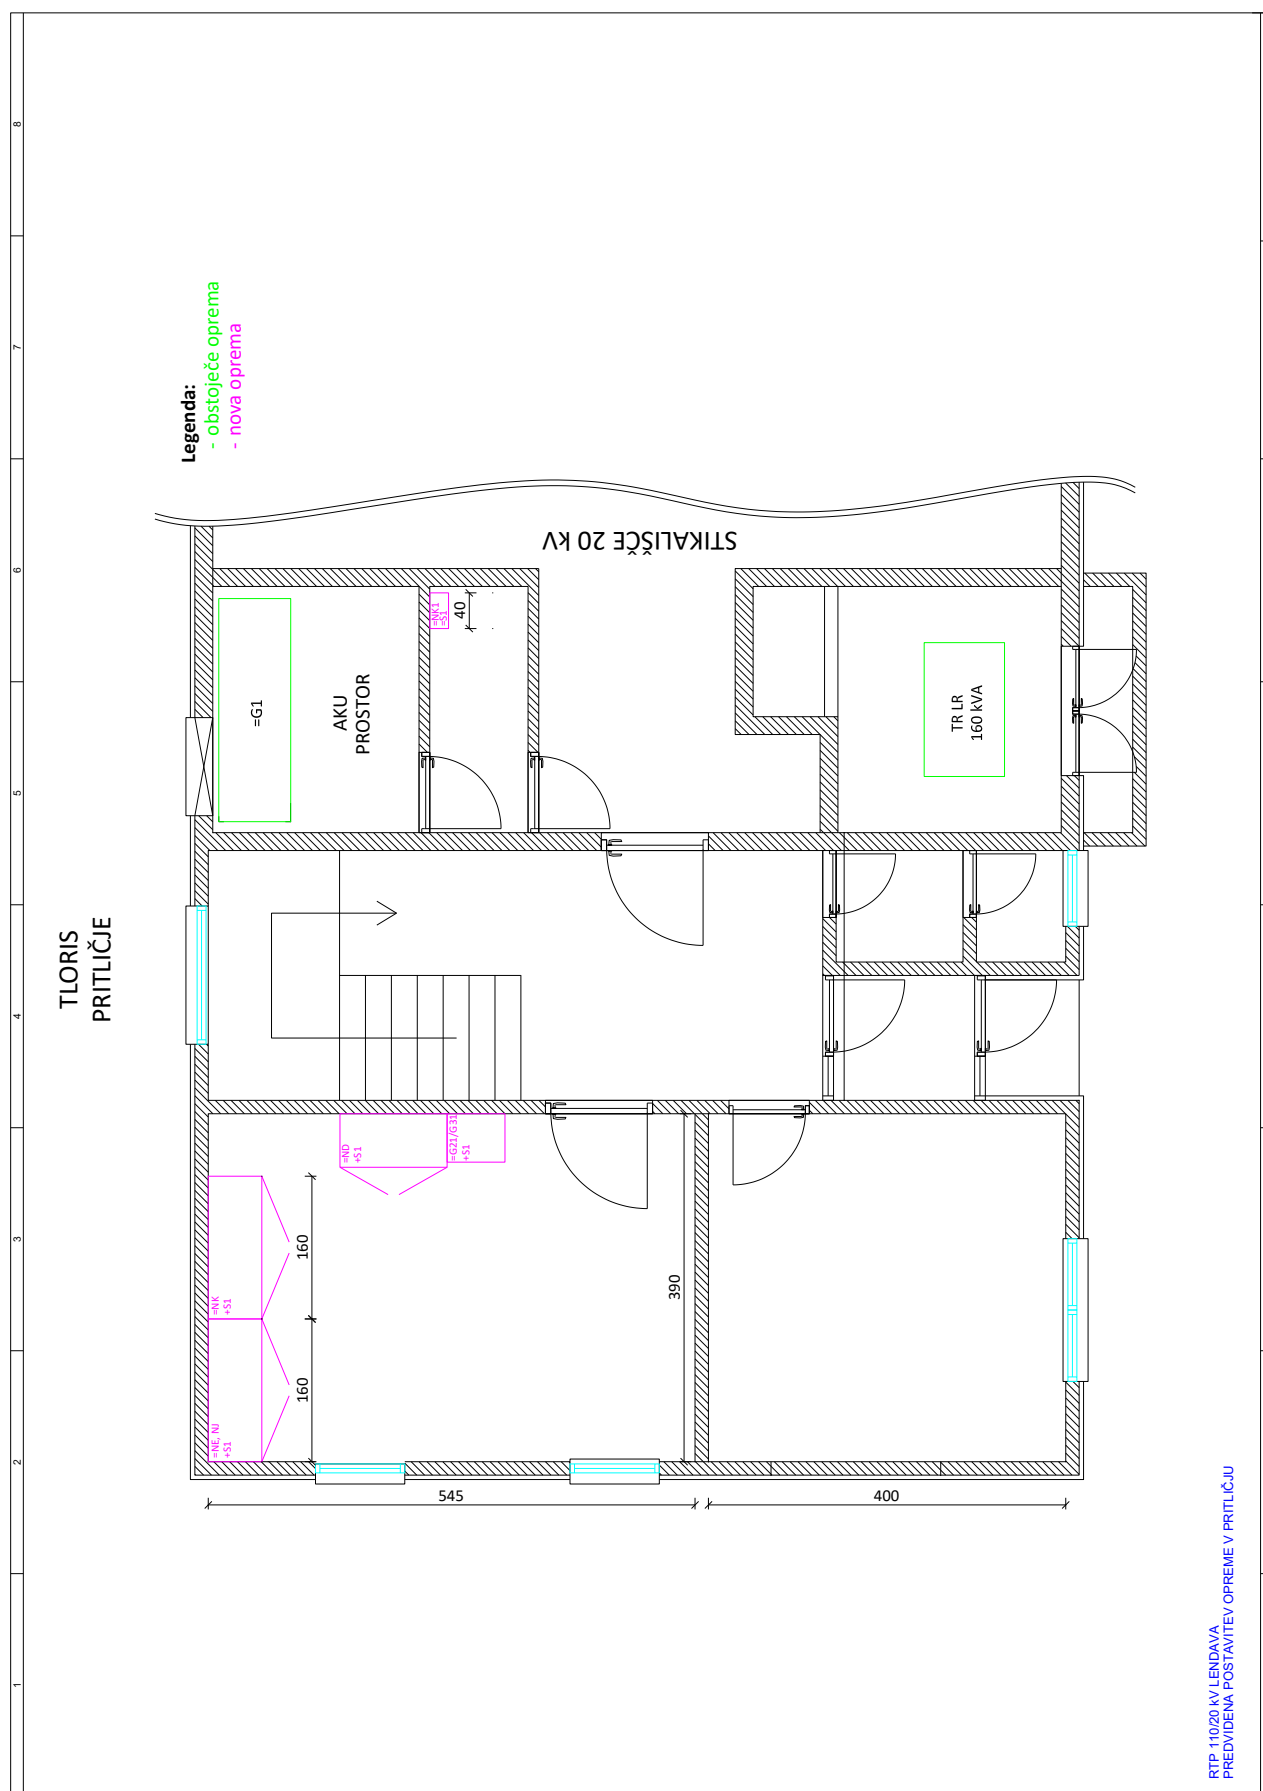 TLORIS
PRITLIČJE
Legenda:
- obstoječe oprema
- nova oprema
STIKALIŠČE 20 kV
=G1
AKU
PROSTOR
=NK1
=S1
40
TR LR
160 kVA
=ND
+S1
=G21/G31
+S1
=NK
+S1
=NE, NJ
+S1
160
160
390
545
400
1
2
3
4
5
6
7
8
RTP 110/20 kV LENDAVA
PREDVIDENA POSTAVITEV OPREME V PRITLIČJU